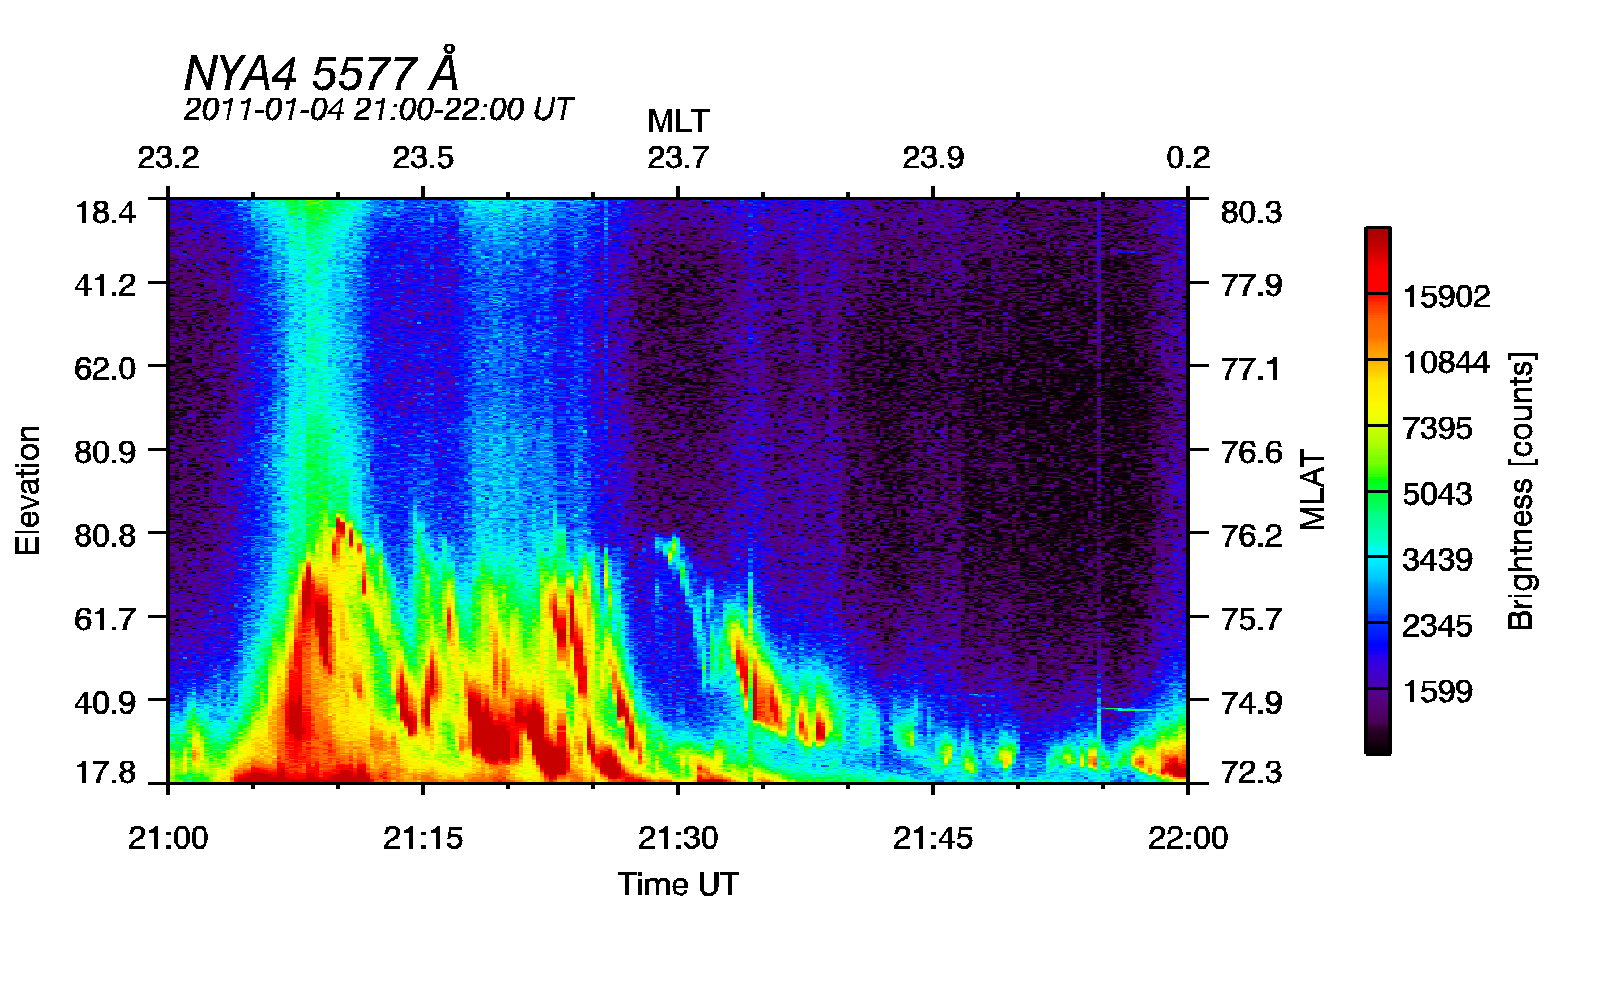 NYA4 5577 Å
2011-01-04 21:00-22:00 UT
MLT
23.2 23.5 23.7 23.9 0.2
18.4
41.2
62.0
80.9
80.8
61.7
40.9
17.8
Elevation
80.3
77.9
77.1
76.6
76.2
75.7
74.9
72.3
MLAT
15902
10844
7395
5043
3439
2345
1599
Brightness [counts]
21:00 21:15 21:30 21:45 22:00
Time UT